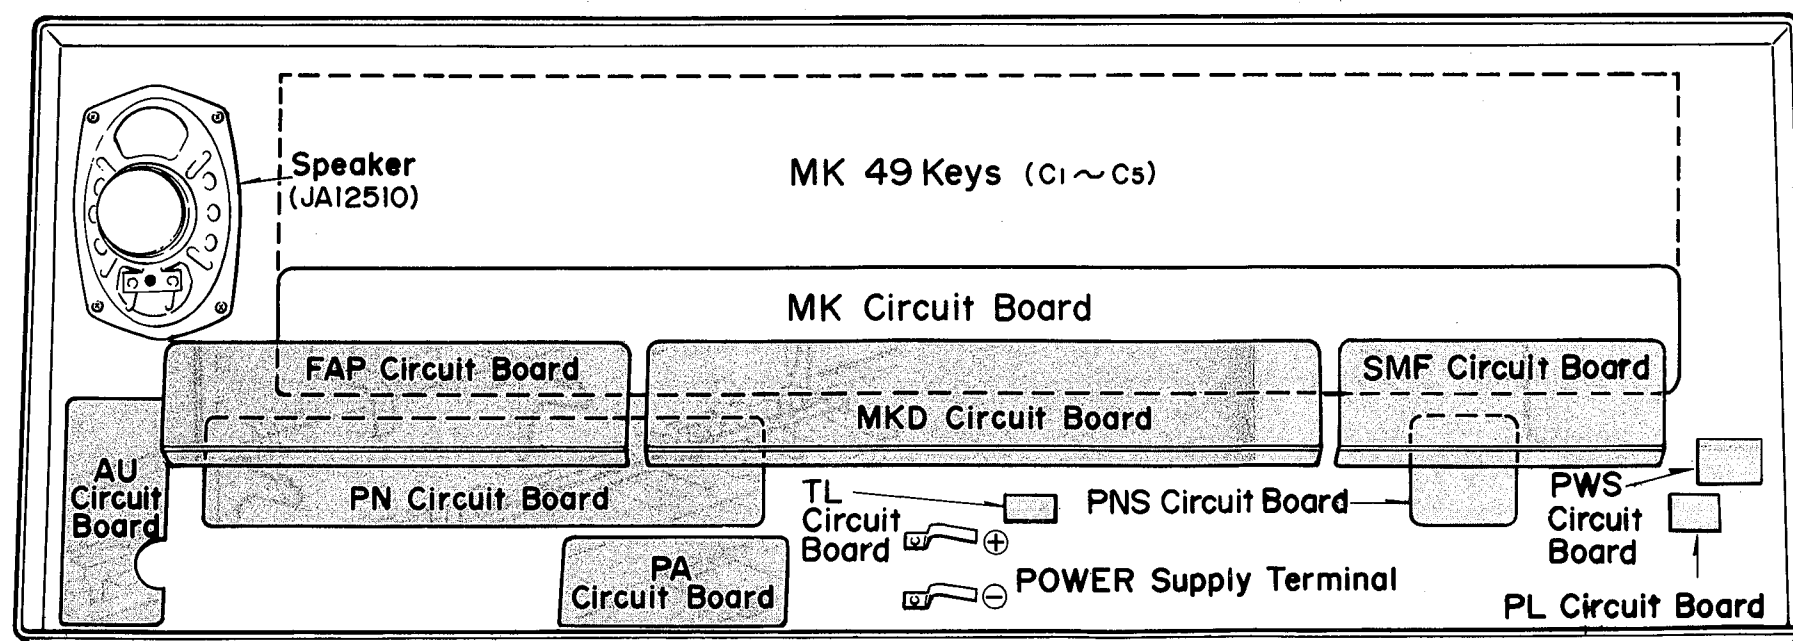 Speaker
(JA12510)
MK 49 Keys (C1~C5)
MK Circuit Board
FAP Circuit Board
MKD Circuit Board
SMF Circuit Board
AU
Circuit
Board
PN Circuit Board
TL
Circuit
Board
PNS Circuit Board
PWS
Circuit
Board
PA
Circuit Board
+
−
POWER Supply Terminal
PL Circuit Board